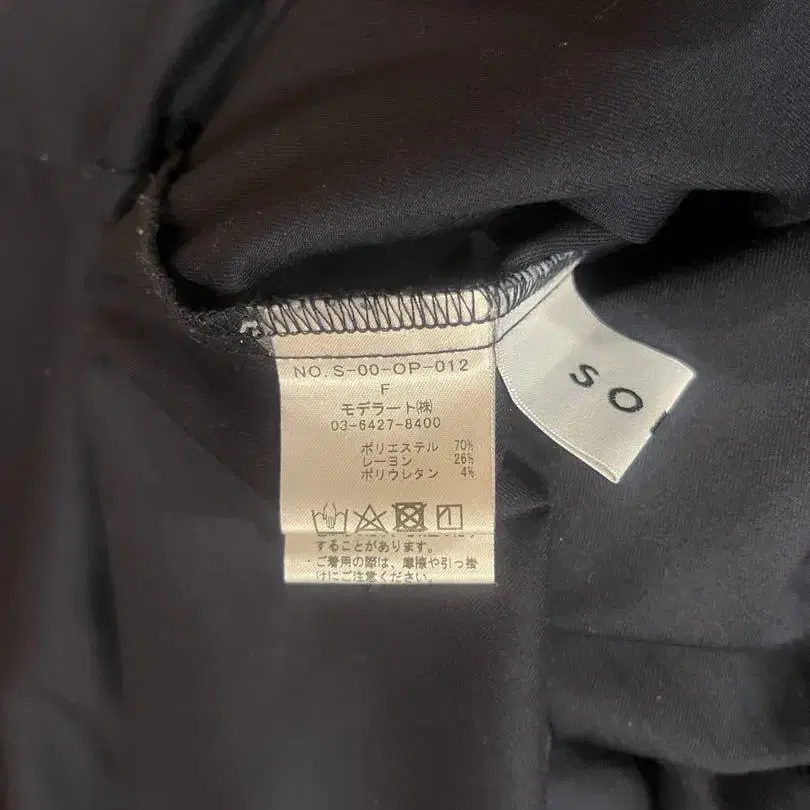 NO.S-00-OP-012
F
モデラート㈱
03-6427-8400
ポリエステル 70%
レーヨン 26%
ポリウレタン 4%
することがあります。
・ご着用の際は、摩擦や引っ掛
けにご注意ください。
SO